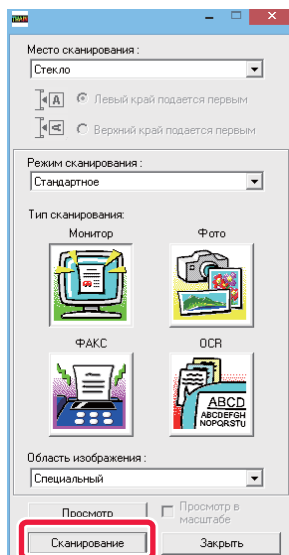 Место сканирования :
Стекло
A Левый край подается первым
A Верхний край подается первым
Режим сканирования :
Стандартное
Тип сканирования:
Монитор Фото
ФАКС OCR
ABCD
ABCDEFGH
NOPQRSTU
Область изображения :
Специальный
Просмотр Просмотр в масштабе
Сканирование Закрыть